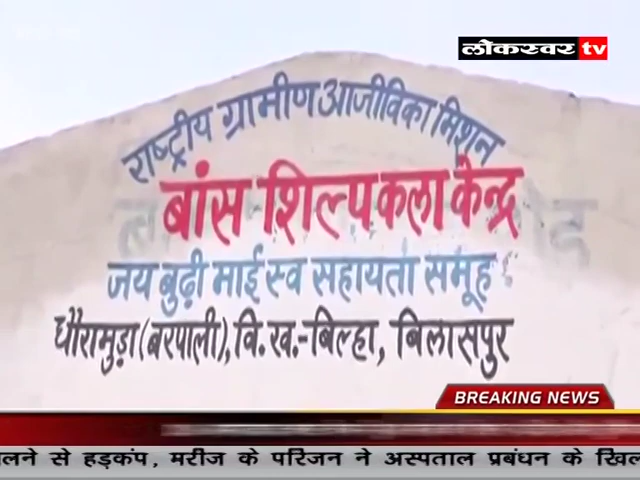 लोकस्वर tv
राष्ट्रीय ग्रामीण आजीविका मिशन
बांस शिल्पकला केन्द्र
जय बुढ़ी माई स्व सहायता समूह
धौरामुड़ा (बरपाली), वि.ख.-बिल्हा, बिलासपुर
BREAKING NEWS
लने से हड़कंप, मरीज के परिजन ने अस्पताल प्रबंधन के खिल